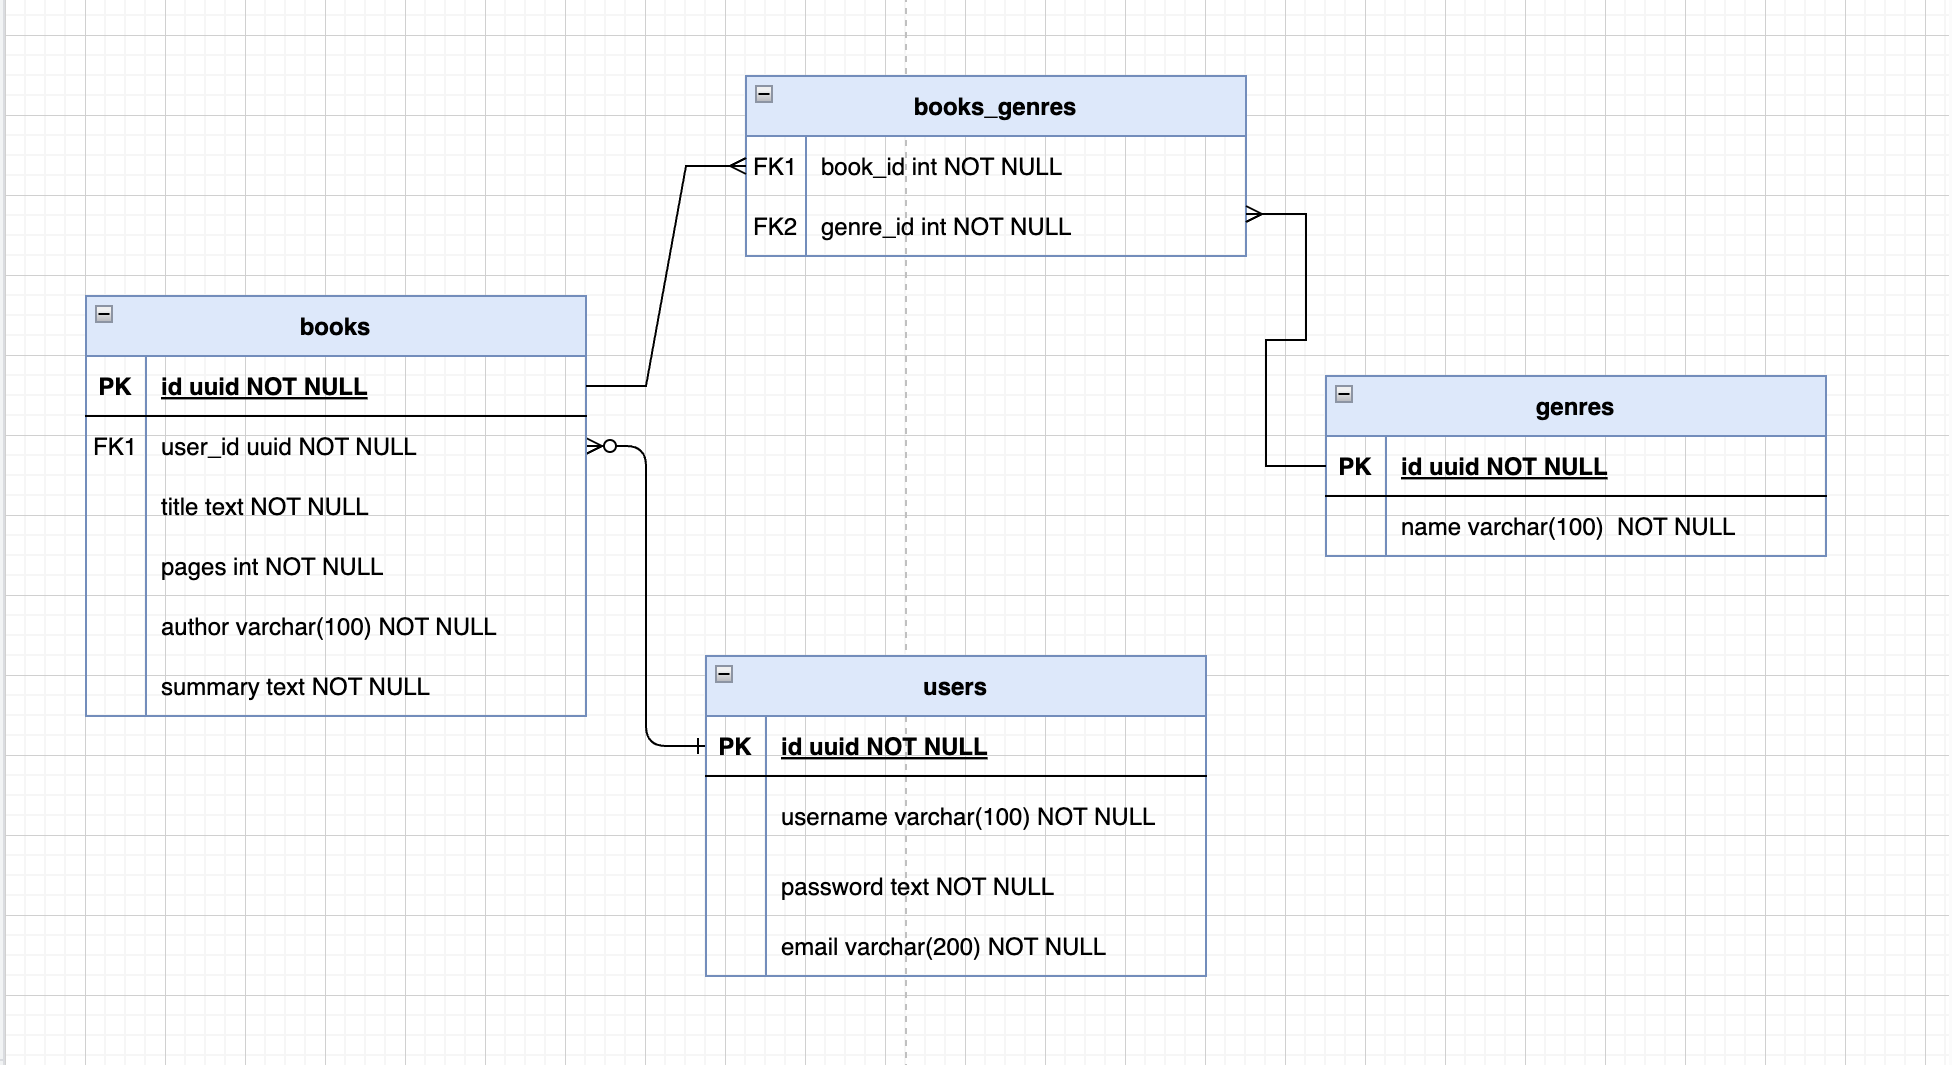 books_genres
FK1 book_id int NOT NULL
FK2 genre_id int NOT NULL
books
PK id uuid NOT NULL
FK1 user_id uuid NOT NULL
title text NOT NULL
pages int NOT NULL
author varchar(100) NOT NULL
summary text NOT NULL
genres
PK id uuid NOT NULL
name varchar(100)  NOT NULL
users
PK id uuid NOT NULL
username varchar(100) NOT NULL
password text NOT NULL
email varchar(200) NOT NULL